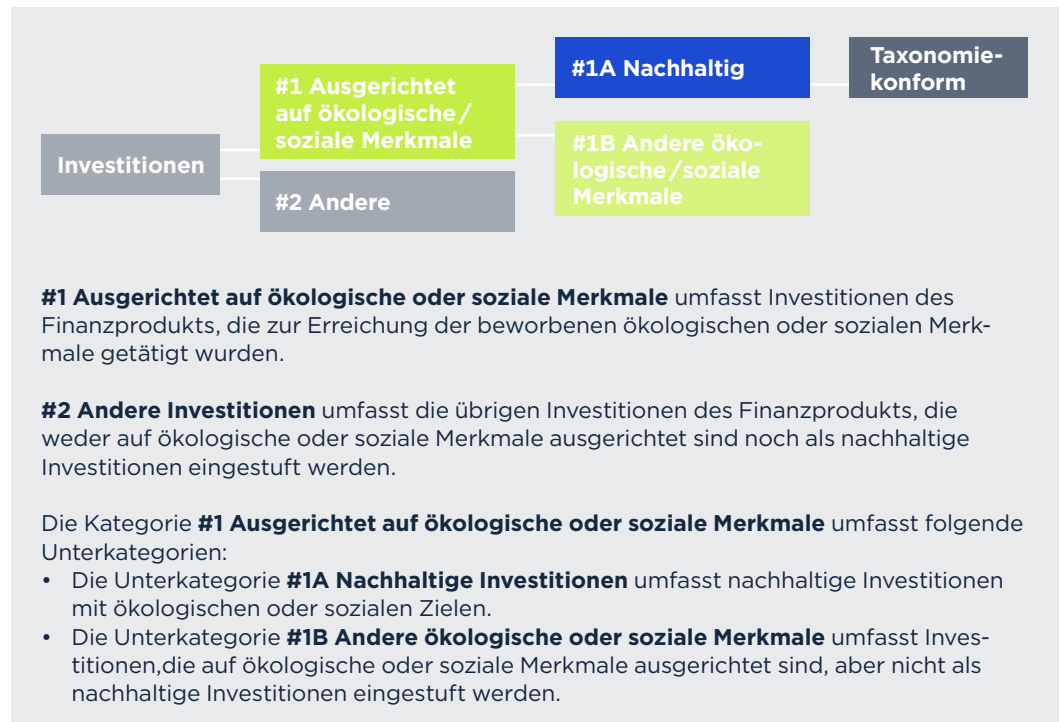 Investitionen
#1 Ausgerichtet
auf ökologische/
soziale Merkmale
#2 Andere
#1A Nachhaltig
#1B Andere öko-
logische/soziale
Merkmale
Taxonomie-
konform
#1 Ausgerichtet auf ökologische oder soziale Merkmale umfasst Investitionen des
Finanzprodukts, die zur Erreichung der beworbenen ökologischen oder sozialen Merk-
male getätigt wurden.
#2 Andere Investitionen umfasst die übrigen Investitionen des Finanzprodukts, die
weder auf ökologische oder soziale Merkmale ausgerichtet sind noch als nachhaltige
Investitionen eingestuft werden.
Die Kategorie #1 Ausgerichtet auf ökologische oder soziale Merkmale umfasst folgende
Unterkategorien:
• Die Unterkategorie #1A Nachhaltige Investitionen umfasst nachhaltige Investitionen
mit ökologischen oder sozialen Zielen.
• Die Unterkategorie #1B Andere ökologische oder soziale Merkmale umfasst Inves-
titionen,die auf ökologische oder soziale Merkmale ausgerichtet sind, aber nicht als
nachhaltige Investitionen eingestuft werden.